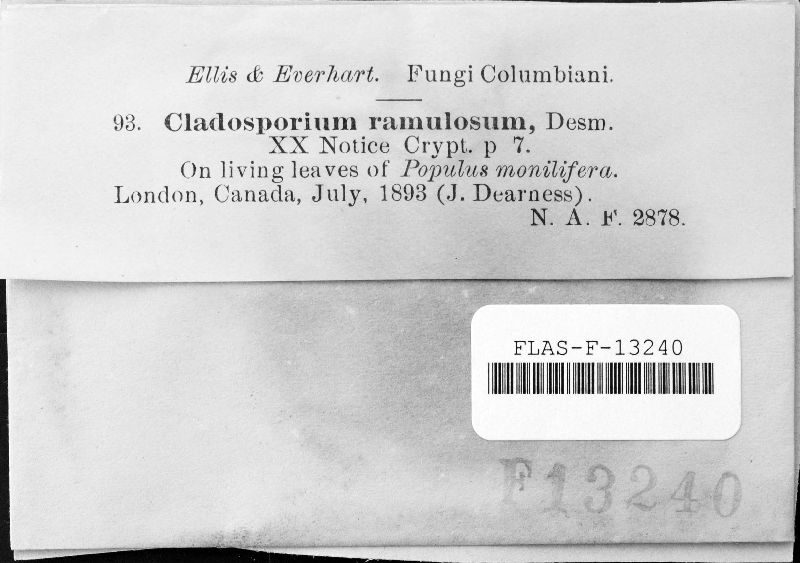 Ellis & Everhart. Fungi Columbiani.
93. Cladosporium ramulosum, Desm.
XX Notice Crypt. p 7.
On living leaves of Populus monilifera.
London, Canada, July, 1893 (J. Dearness).
N. A. F. 2878.
FLAS-F-13240
F13240